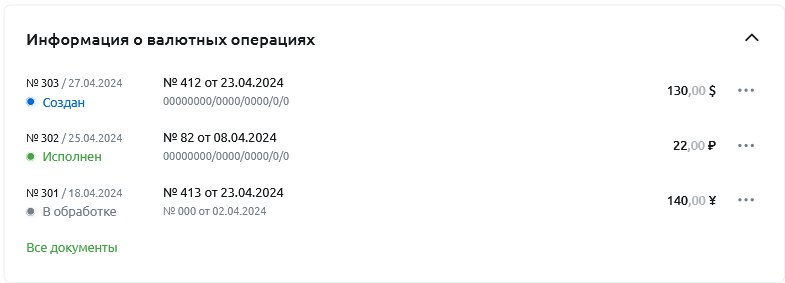 Информация о валютных операциях
№ 303 / 27.04.2024
Создан
№ 412 от 23.04.2024
00000000/0000/0000/0/0
130,00 $
№ 302 / 25.04.2024
Исполнен
№ 82 от 08.04.2024
00000000/0000/0000/0/0
22,00 ₽
№ 301 / 18.04.2024
В обработке
№ 413 от 23.04.2024
№ 000 от 02.04.2024
140,00 ¥
Все документы